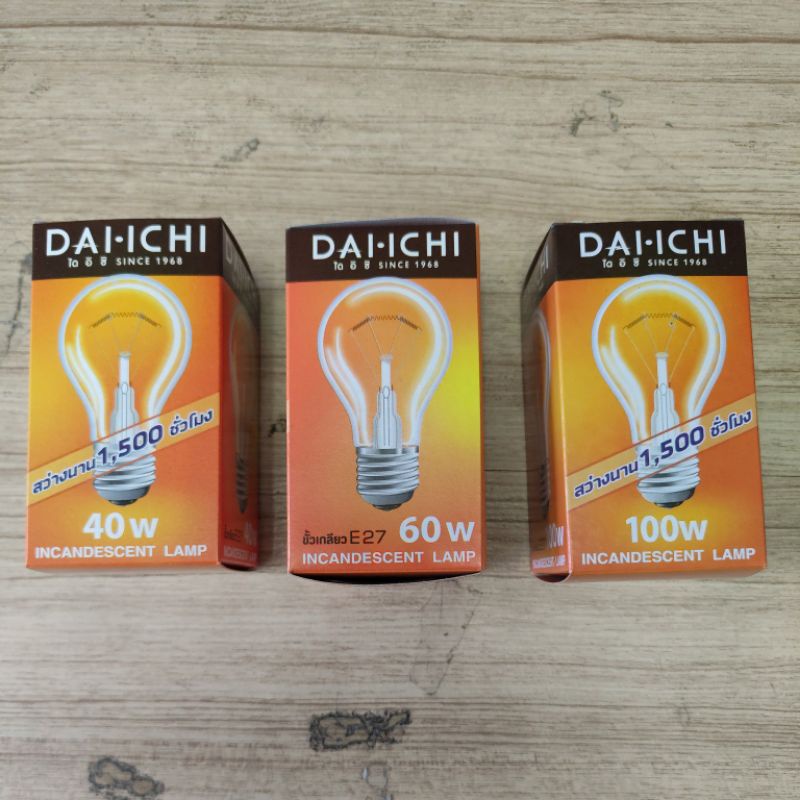 DAI-ICHI
ได อิ ชิ SINCE 1968
สว่างนาน 1,500 ชั่วโมง
40W
INCANDESCENT LAMP
DAI-ICHI
ได อิ ชิ SINCE 1968
ขั้วเกลียว E27 60W
INCANDESCENT LAMP
DAI-ICHI
ได อิ ชิ SINCE 1968
สว่างนาน 1,500 ชั่วโมง
100W
INCANDESCENT LAMP